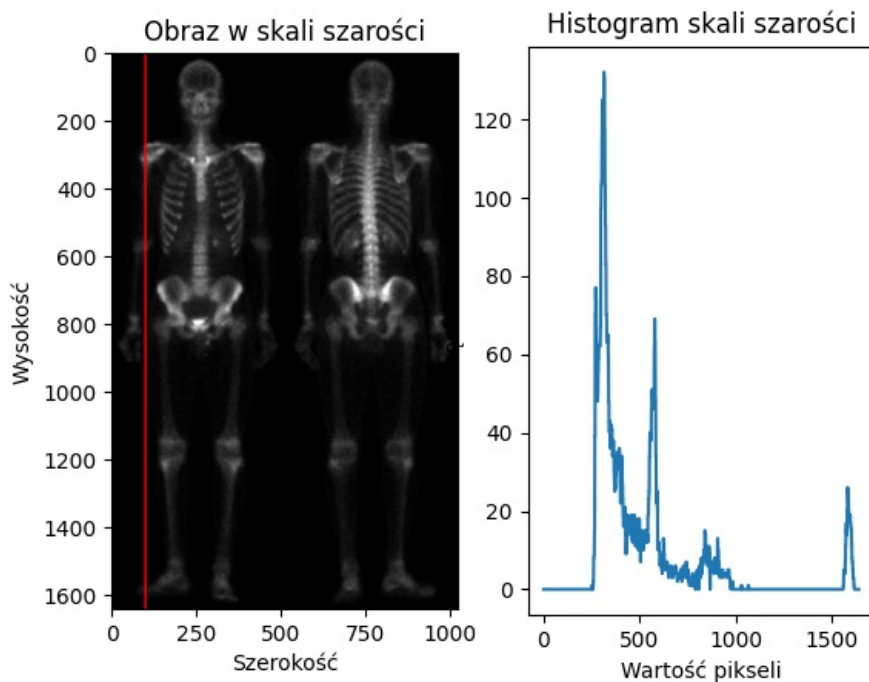 Obraz w skali szarości
0
200
400
600
800
1000
1200
1400
1600
Wysokość
0 250 500 750 1000
Szerokość
Histogram skali szarości
120
100
80
60
40
20
0
0 500 1000 1500
Wartość pikseli